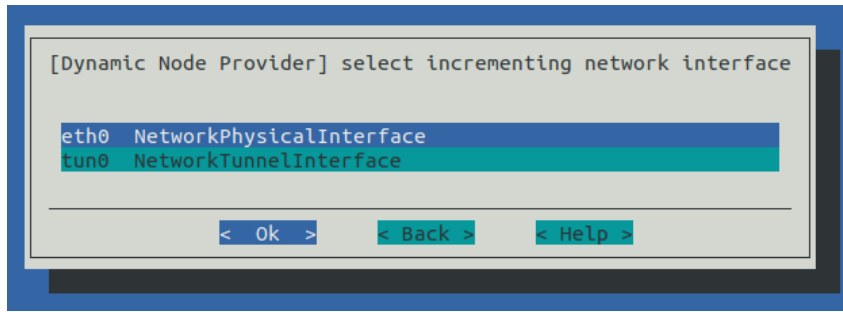 [Dynamic Node Provider] select incrementing network interface
eth0  NetworkPhysicalInterface
tun0  NetworkTunnelInterface
<  Ok  >     < Back >     < Help >